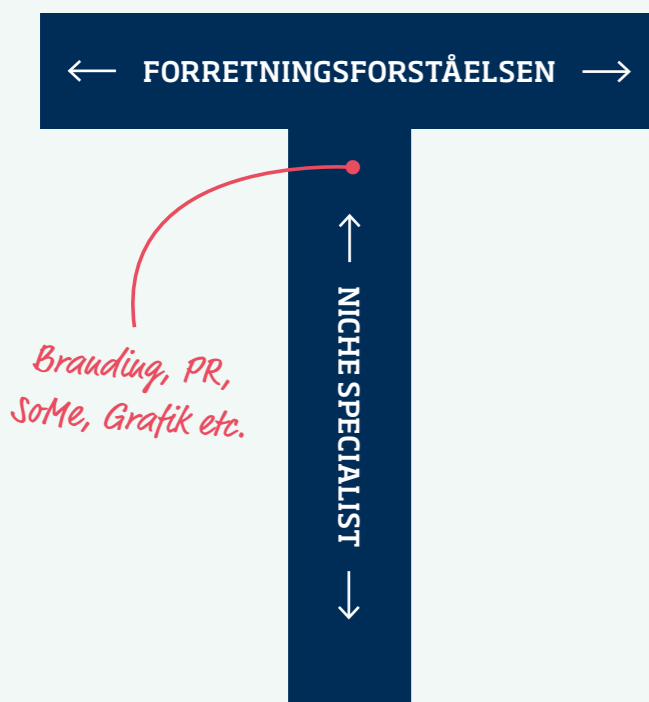 FORRETNINGSFORSTÅELSEN
NICHE SPECIALIST
Branding, PR,
SoMe, Grafik etc.